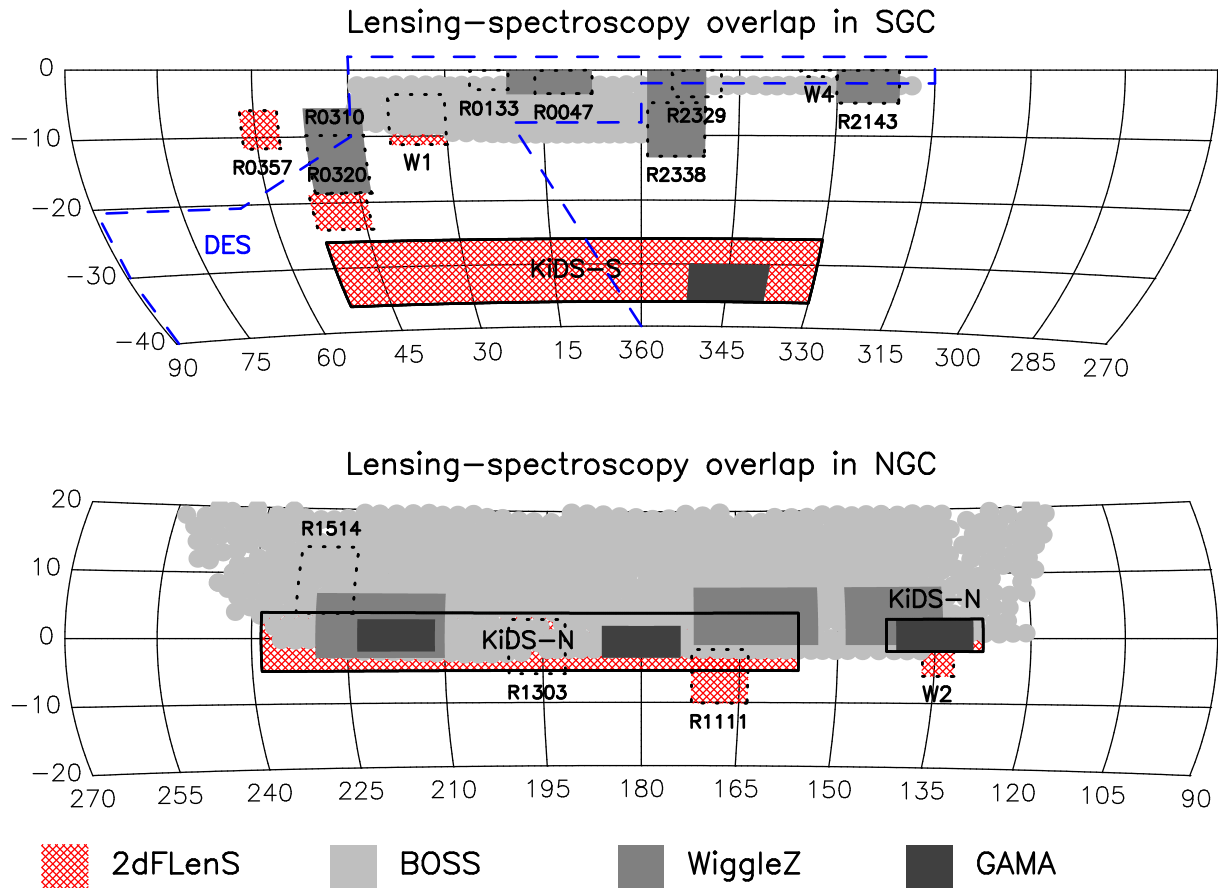 Lensing-spectroscopy overlap in SGC
0
-10
-20
-30
-40
R0310
R0133
R0047
W4
R2329
R2143
R0357
R0320
W1
R2338
DES
KiDS-S
90 75 60 45 30 15 360 345 330 315 300 285 270
Lensing-spectroscopy overlap in NGC
20
10
0
-10
-20
R1514
KiDS-N
KiDS-N
R1303
R1111
W2
270 255 240 225 210 195 180 165 150 135 120 105 90
2dFLenS BOSS WiggleZ GAMA